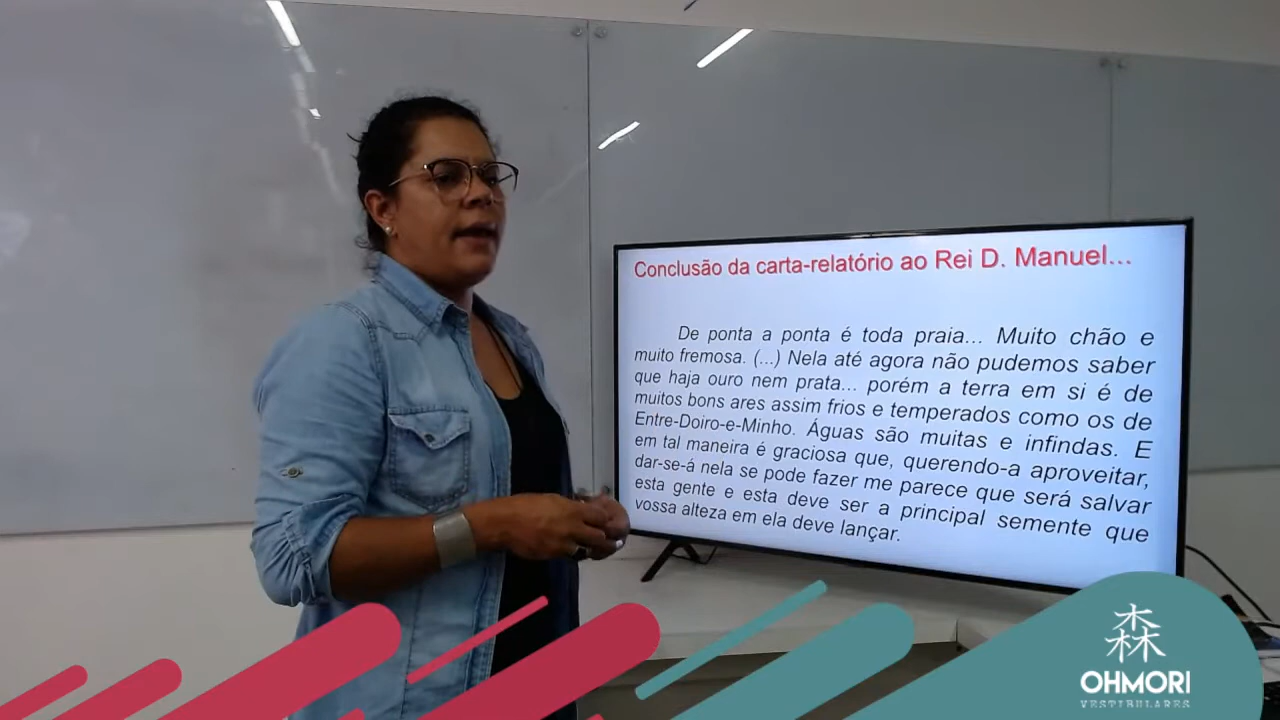 Conclusão da carta-relatório ao Rei D. Manuel...
De ponta a ponta é toda praia... Muito chão e
muito fremosa. (...) Nela até agora não pudemos saber
que haja ouro nem prata... porém a terra em si é de
muitos bons ares assim frios e temperados como os de
Entre-Doiro-e-Minho. Águas são muitas e infindas. E
em tal maneira é graciosa que, querendo-a aproveitar,
dar-se-á nela se pode fazer me parece que será salvar
esta gente e esta deve ser a principal semente que
vossa alteza em ela deve lançar.
森
OHMORI
VESTIBULARES